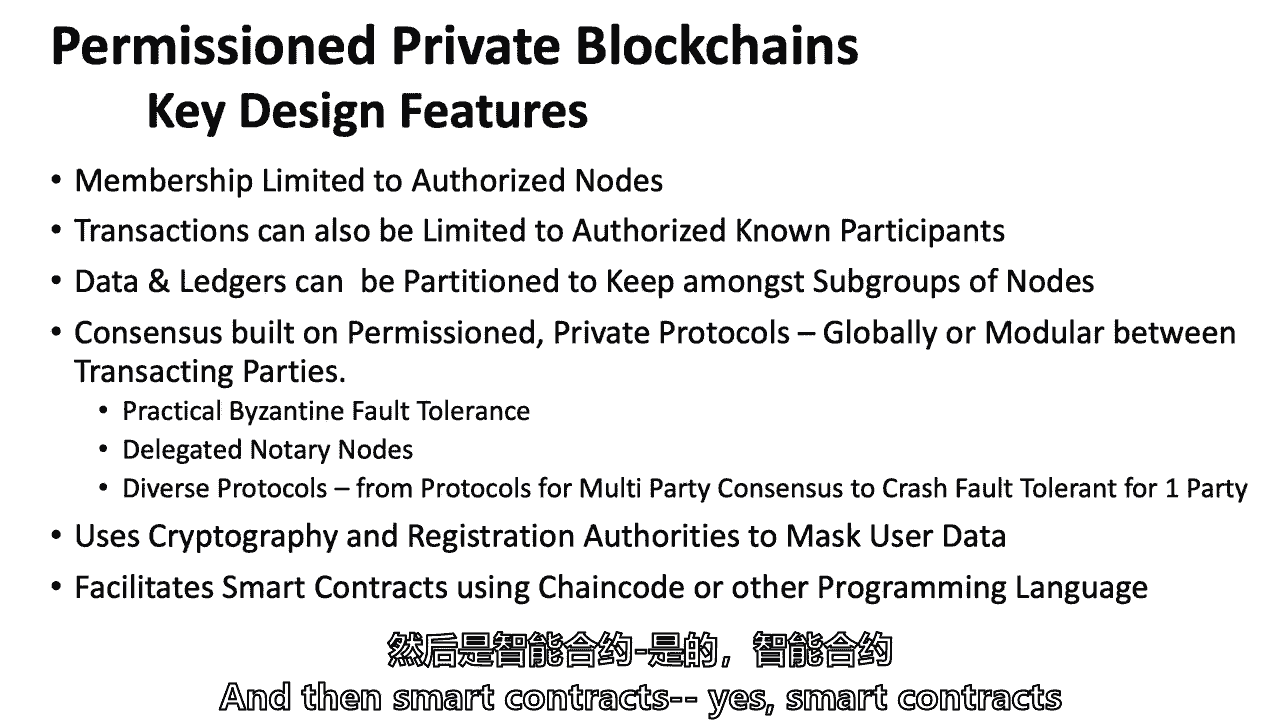 Permissioned Private Blockchains
Key Design Features
• Membership Limited to Authorized Nodes
• Transactions can also be Limited to Authorized Known Participants
• Data & Ledgers can  be Partitioned to Keep amongst Subgroups of Nodes
• Consensus built on Permissioned, Private Protocols – Globally or Modular between
Transacting Parties.
• Practical Byzantine Fault Tolerance
• Delegated Notary Nodes
• Diverse Protocols – from Protocols for Multi Party Consensus to Crash Fault Tolerant for 1 Party
• Uses Cryptography and Registration Authorities to Mask User Data
• Facilitates Smart Contracts using Chaincode or other Programming Language
然后是智能合约-是的，智能合约
And then smart contracts-- yes, smart contracts